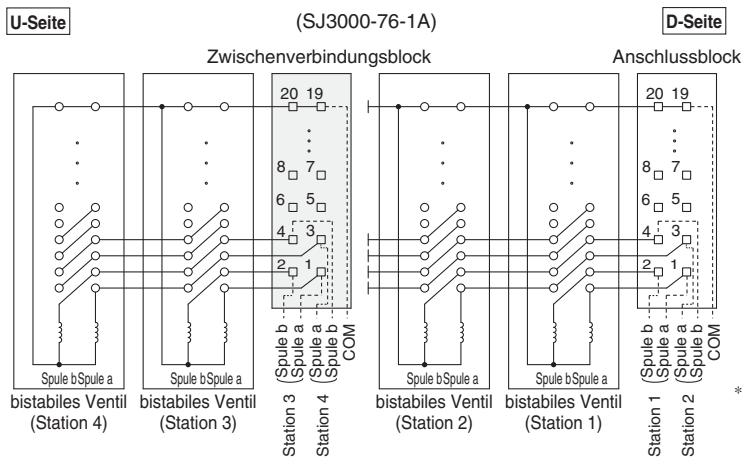 U-Seite
(SJ3000-76-1A)
D-Seite
Zwischenverbindungsblock
Anschlussblock
20 19
8 7
6 5
4 3
2 1
20 19
8 7
6 5
4 3
2 1
Spule b Spule a
bistabiles Ventil
(Station 4)
Spule b Spule a
bistabiles Ventil
(Station 3)
Station 3 (Spule b
Spule a
Station 4 (Spule a
Spule b
COM
Spule b Spule a
bistabiles Ventil
(Station 2)
Spule b Spule a
bistabiles Ventil
(Station 1)
Station 1 (Spule b
Spule a
Station 2 (Spule a
Spule b
COM
*